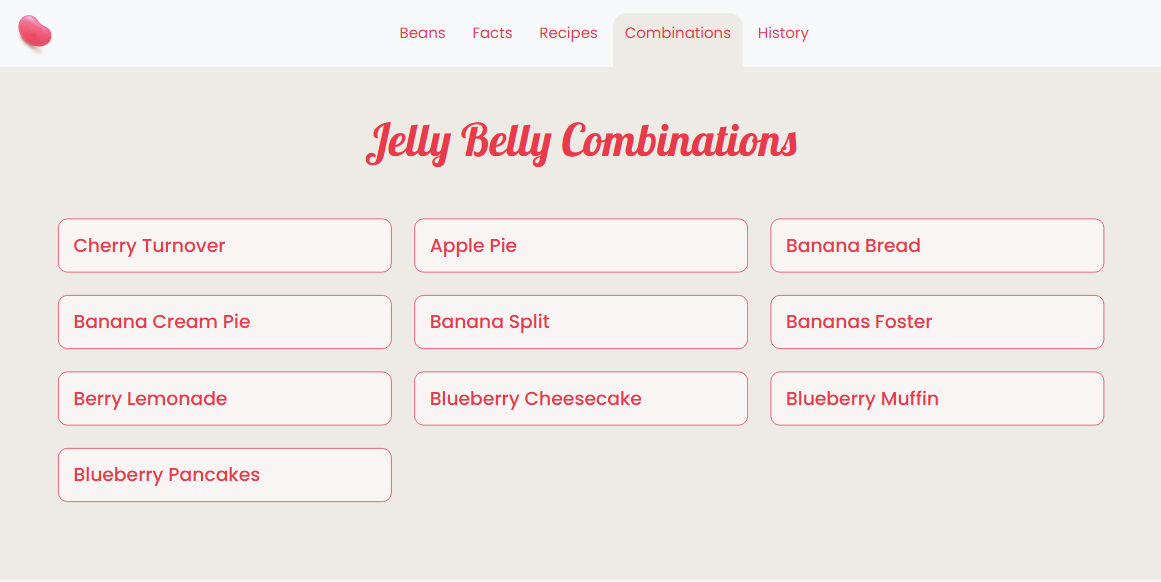 Beans Facts Recipes Combinations History
Jelly Belly Combinations
Cherry Turnover Apple Pie Banana Bread
Banana Cream Pie Banana Split Bananas Foster
Berry Lemonade Blueberry Cheesecake Blueberry Muffin
Blueberry Pancakes